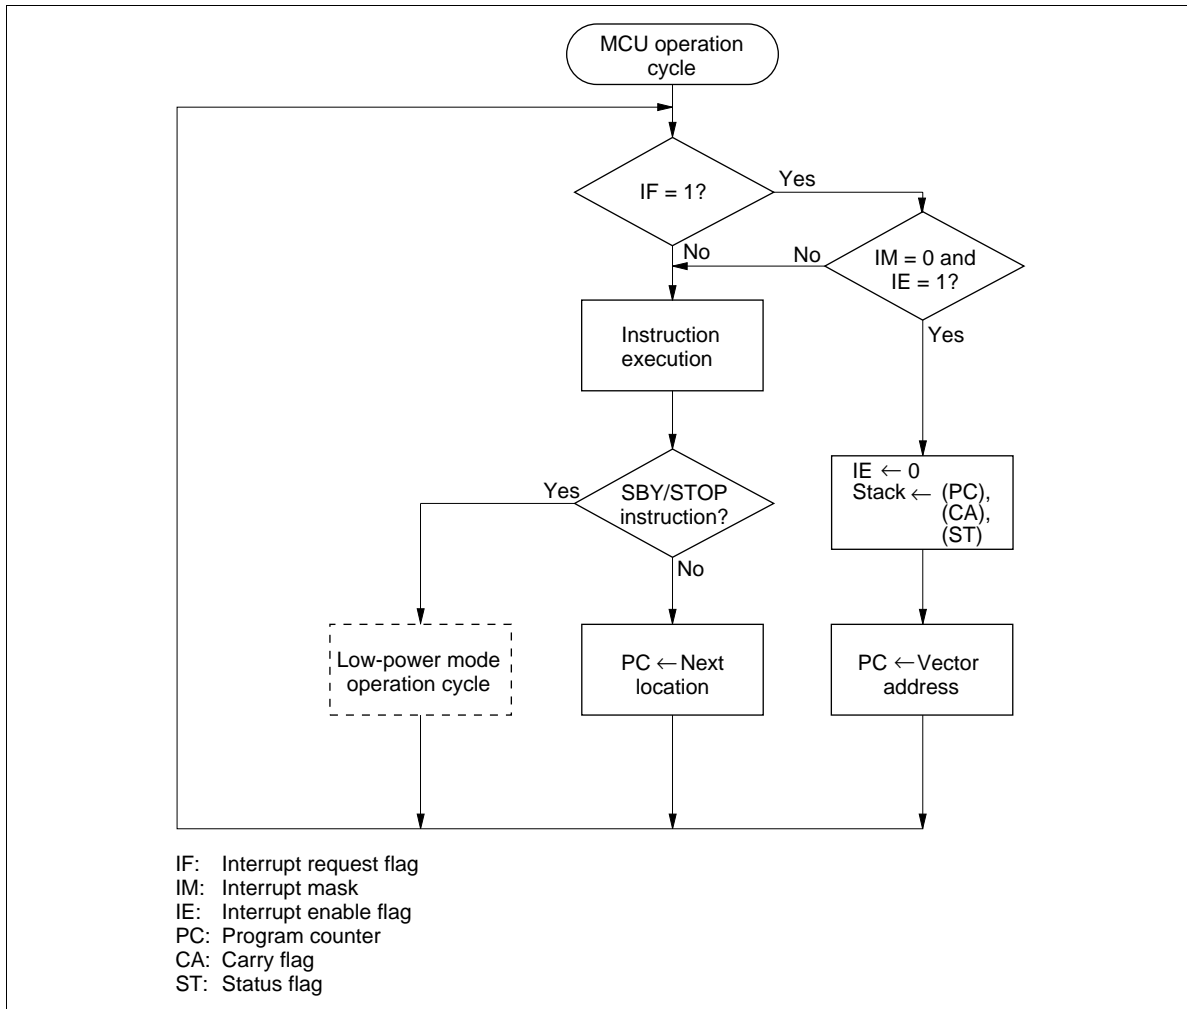 MCU operation
cycle
IF = 1?
Yes
No
No
IM = 0 and
IE = 1?
Yes
Instruction
execution
Yes
SBY/STOP
instruction?
No
IE ← 0
Stack ← (PC),
(CA),
(ST)
Low-power mode
operation cycle
PC ← Next
location
PC ← Vector
address
IF: Interrupt request flag
IM: Interrupt mask
IE: Interrupt enable flag
PC: Program counter
CA: Carry flag
ST: Status flag